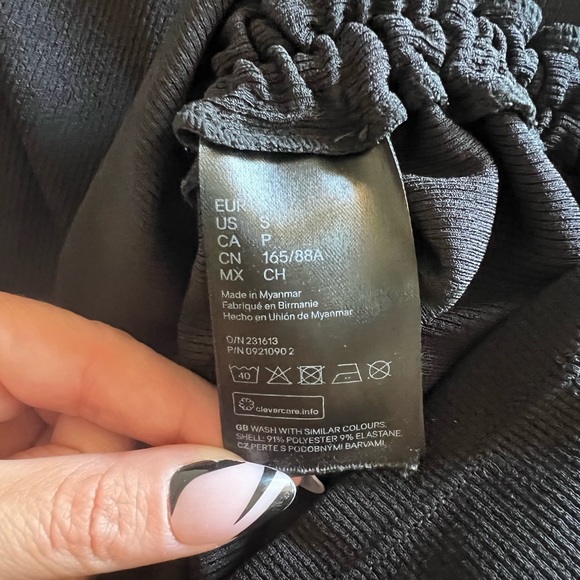 EUR
US S
CA P
CN 165/88A
MX CH
Made in Myanmar
Fabriqué en Birmanie
Hecho en Unión de Myanmar
O/N 231613
P/N 0921090 2
40
clevercare.info
GB WASH WITH SIMILAR COLOURS.
SHELL: 91% POLYESTER 9% ELASTANE.
CZ PERTE S PODOBNÝMI BARVAMI.